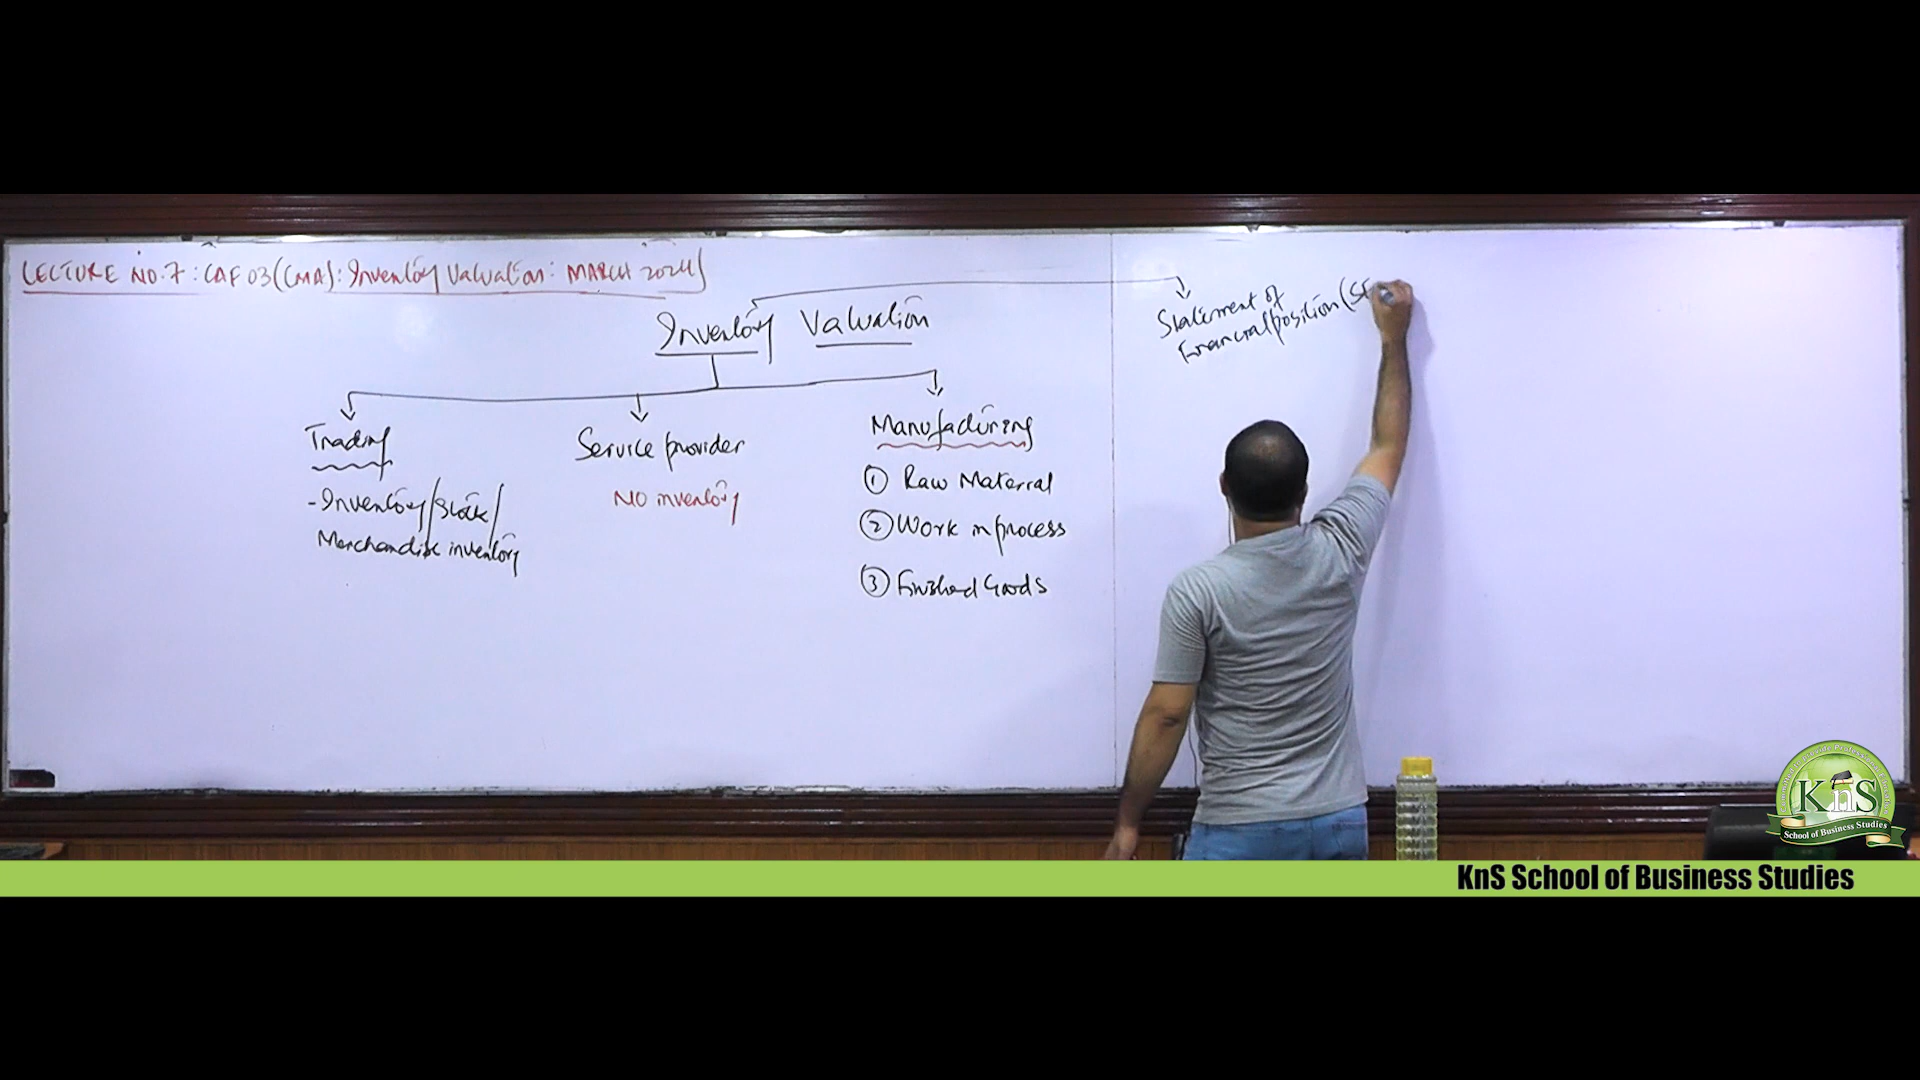 LECTURE NO.7: CAF 03 (CMA): Inventory Valuation: MARCH 2024)
Inventory Valuation
Statement of
Financial position (SF
Trading
- Inventory/Stock/
Merchandise inventory
Service provider
NO inventory
Manufacturing
① Raw Material
② Work in process
③ Finished Goods
KnS
School of Business Studies
KnS School of Business Studies